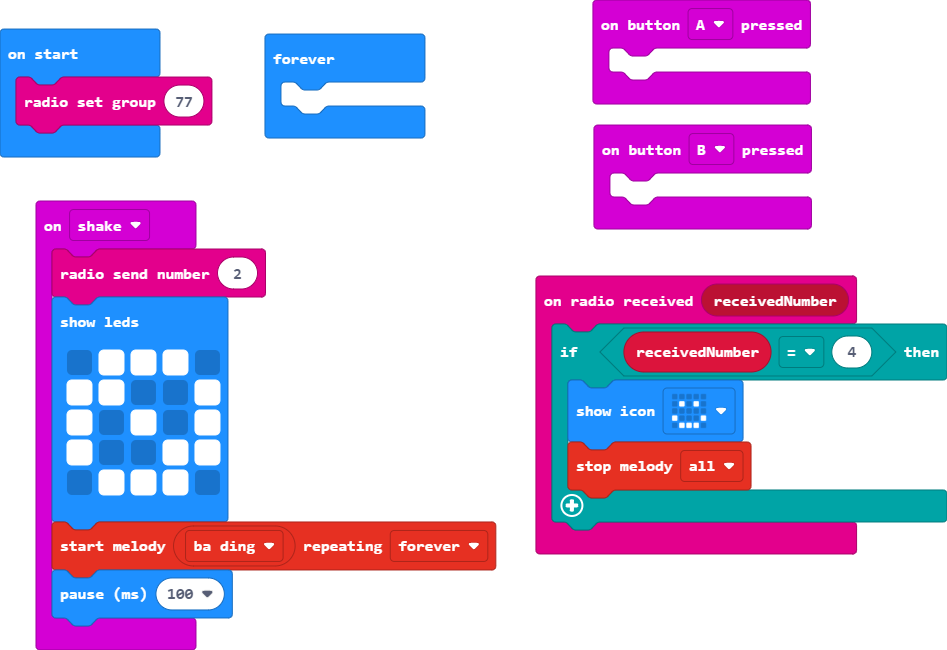 on start
radio set group 77
forever
on button A pressed
on button B pressed
on shake
radio send number 2
show leds
start melody ba ding repeating forever
pause (ms) 100
on radio received receivedNumber
if receivedNumber = 4 then
show icon
stop melody all